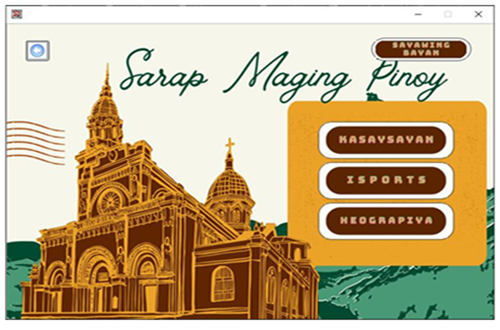 SAYAWING
BAYAN
Sarap Maging Pinoy
KASAYSAYAN
ISPORTS
HEOGRAPIYA